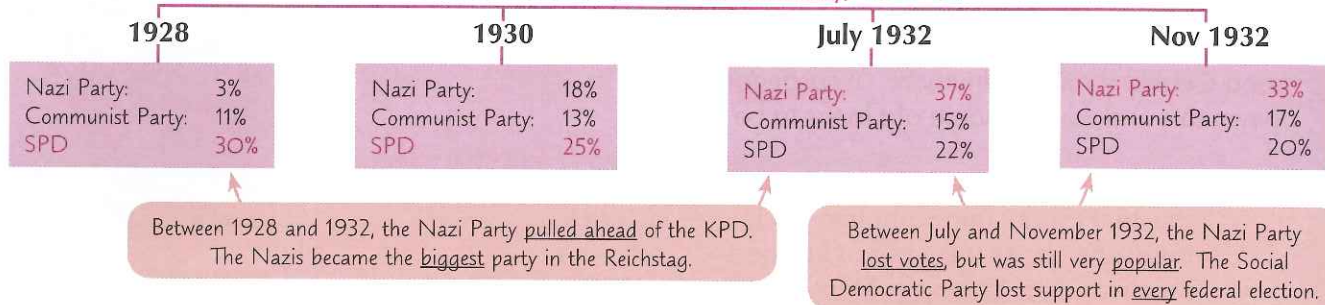 1928
1930
July 1932
Nov 1932
Nazi Party: 3%
Communist Party: 11%
SPD 30%
Nazi Party: 18%
Communist Party: 13%
SPD 25%
Nazi Party: 37%
Communist Party: 15%
SPD 22%
Nazi Party: 33%
Communist Party: 17%
SPD 20%
Between 1928 and 1932, the Nazi Party pulled ahead of the KPD.
The Nazis became the biggest party in the Reichstag.
Between July and November 1932, the Nazi Party
lost votes, but was still very popular. The Social
Democratic Party lost support in every federal election.